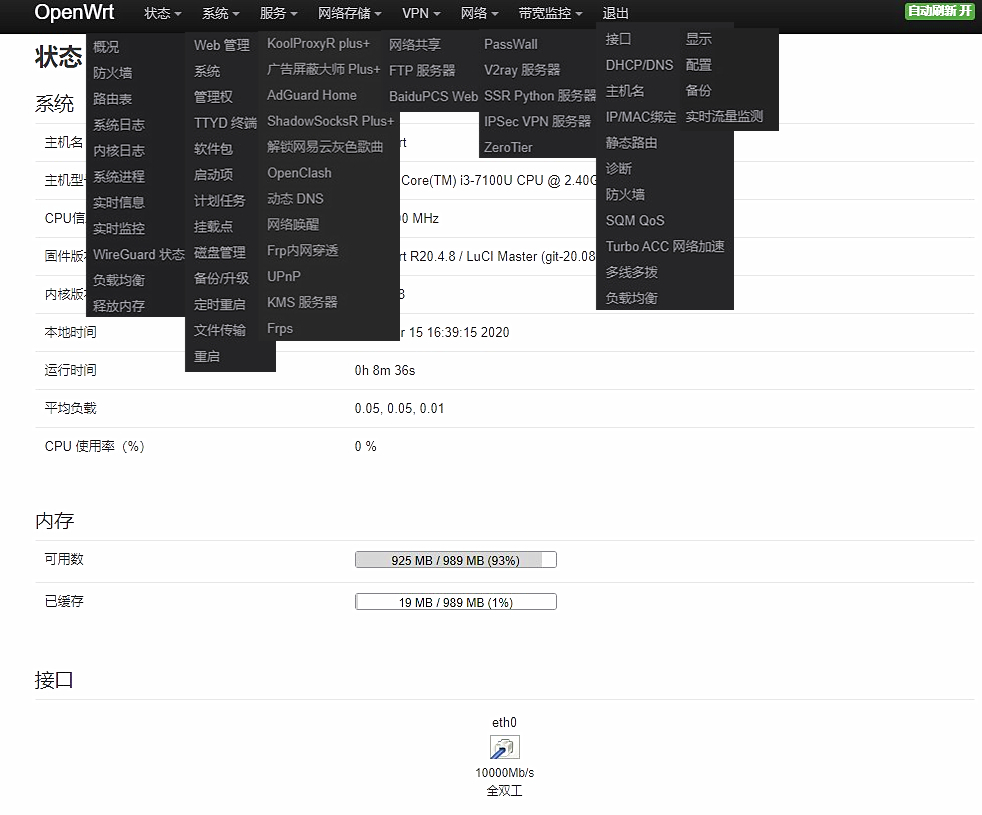 OpenWrt 状态 系统 服务 网络存储 VPN 网络 带宽监控 退出 自动刷新 开
概况
防火墙
路由表
系统日志
内核日志
系统进程
实时信息
实时监控
WireGuard 状态
负载均衡
释放内存
Web 管理
系统
管理权
TTYD 终端
软件包
启动项
计划任务
挂载点
磁盘管理
备份/升级
定时重启
文件传输
重启
KoolProxyR plus+
广告屏蔽大师 Plus+
AdGuard Home
ShadowSocksR Plus+
解锁网易云灰色歌曲
OpenClash
动态 DNS
网络唤醒
Frp内网穿透
UPnP
KMS 服务器
Frps
网络共享
FTP 服务器
BaiduPCS Web
PassWall
V2ray 服务器
SSR Python 服务器
IPSec VPN 服务器
ZeroTier
接口
DHCP/DNS
主机名
IP/MAC绑定
静态路由
诊断
防火墙
SQM QoS
Turbo ACC 网络加速
多线多拨
负载均衡
显示
配置
备份
实时流量监测
状态
系统
主机名 rt
主机型 Core(TM) i3-7100U CPU @ 2.40G
CPU信 0 MHz
固件版 rt R20.4.8 / LuCI Master (git-20.08
内核版
本地时间 r 15 16:39:15 2020
运行时间 0h 8m 36s
平均负载 0.05, 0.05, 0.01
CPU 使用率（%） 0 %
内存
可用数 925 MB / 989 MB (93%)
已缓存 19 MB / 989 MB (1%)
接口
eth0
10000Mb/s
全双工